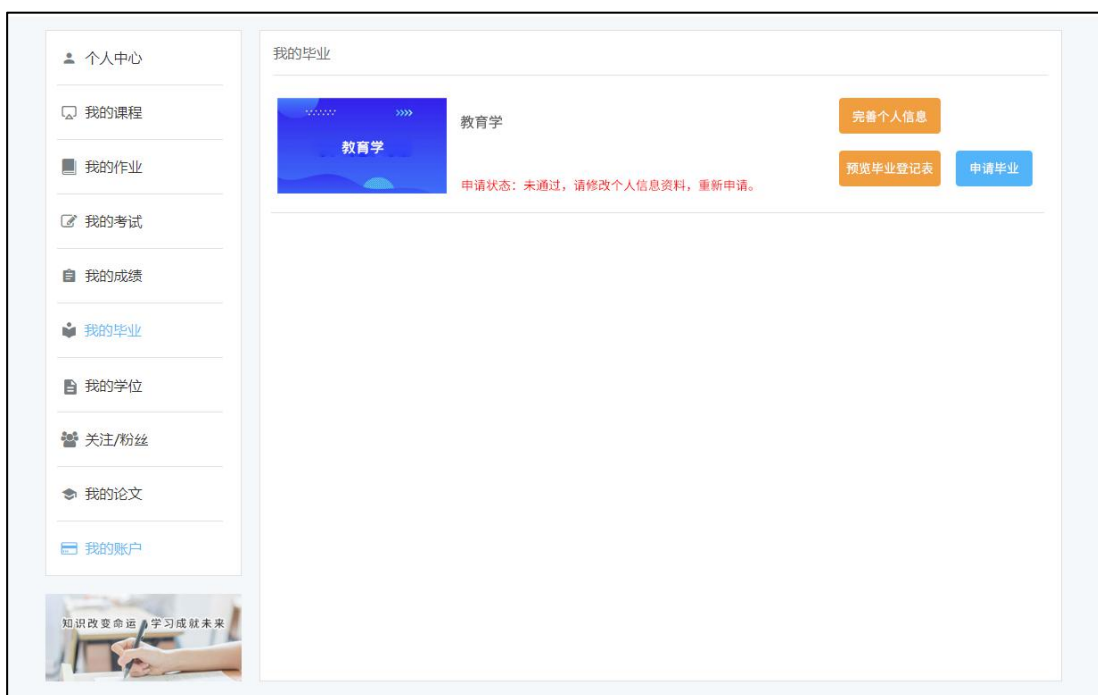 个人中心
我的课程
我的作业
我的考试
我的成绩
我的毕业
我的学位
关注/粉丝
我的论文
我的账户
知识改变命运 学习成就未来
我的毕业
教育学
教育学
申请状态：未通过，请修改个人信息资料，重新申请。
完善个人信息
预览毕业登记表
申请毕业